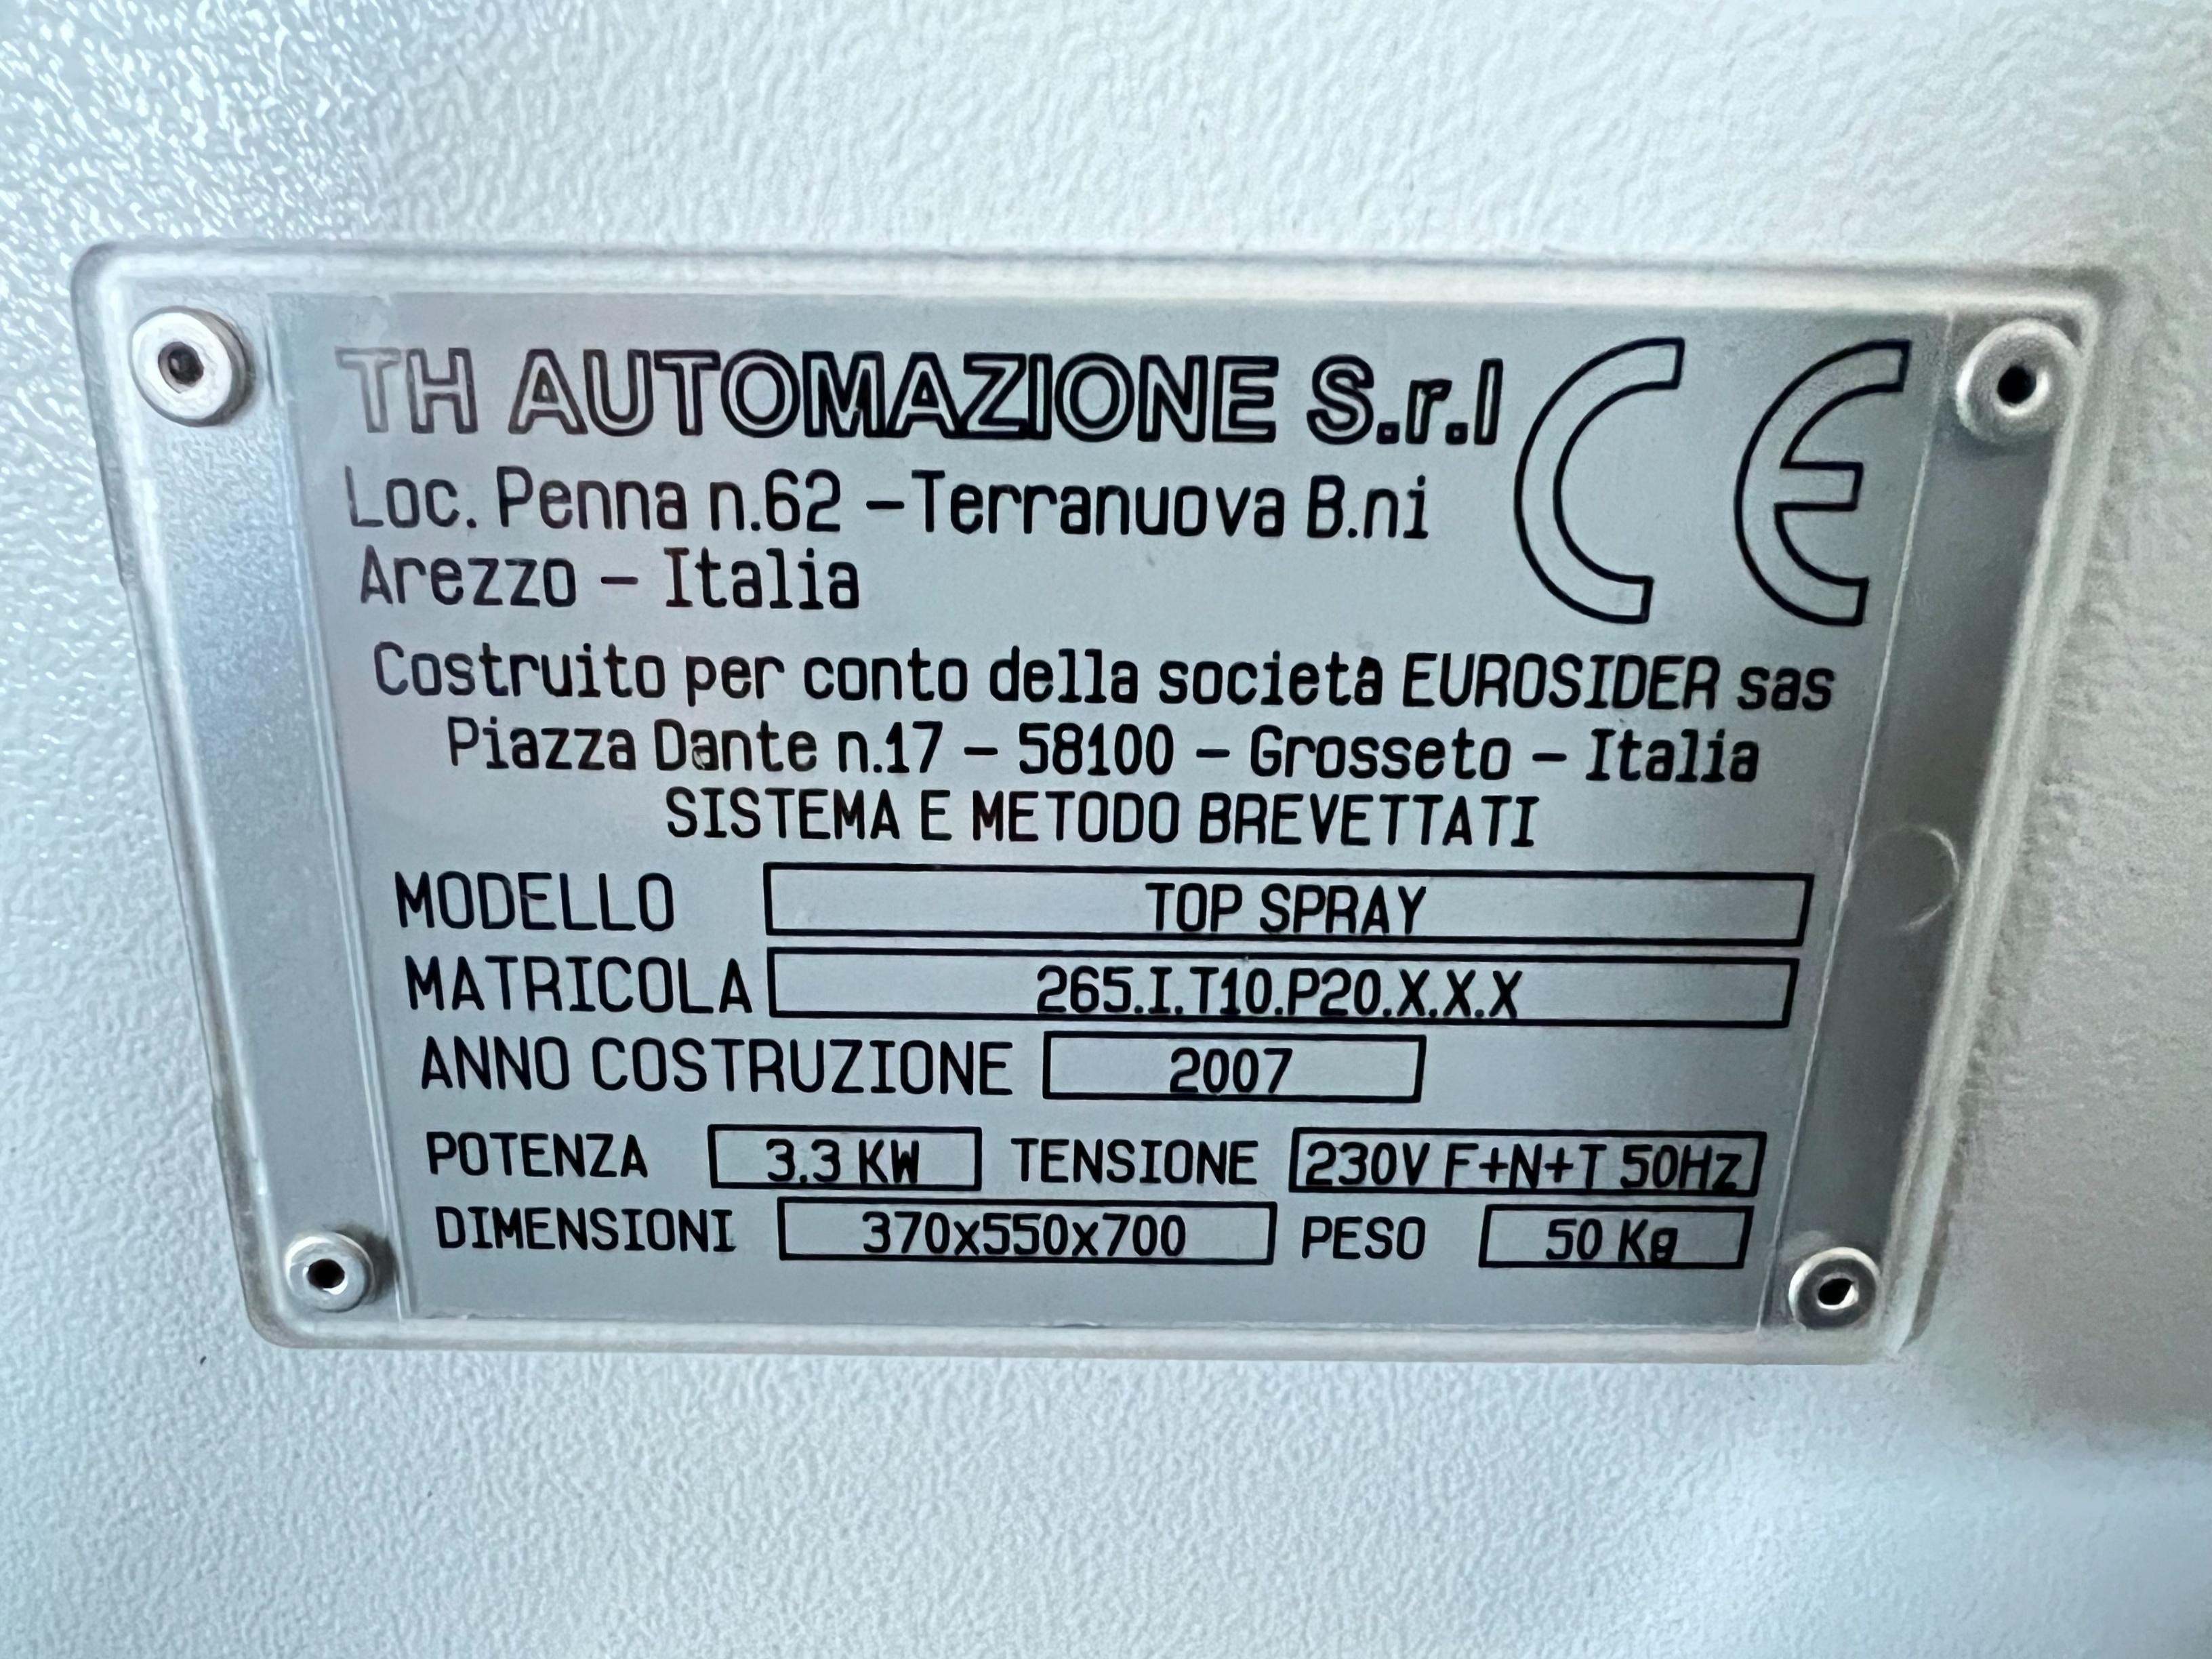 TH AUTOMAZIONE S.r.l CE
Loc. Penna n.62 -Terranuova B.ni
Arezzo - Italia
Costruito per conto della società EUROSIDER sas
Piazza Dante n.17 - 58100 - Grosseto - Italia
SISTEMA E METODO BREVETTATI
MODELLO TOP SPRAY
MATRICOLA 265.I.T10.P20.X.X.X
ANNO COSTRUZIONE 2007
POTENZA 3.3 KW TENSIONE 230V F+N+T 50Hz
DIMENSIONI 370x550x700 PESO 50 Kg